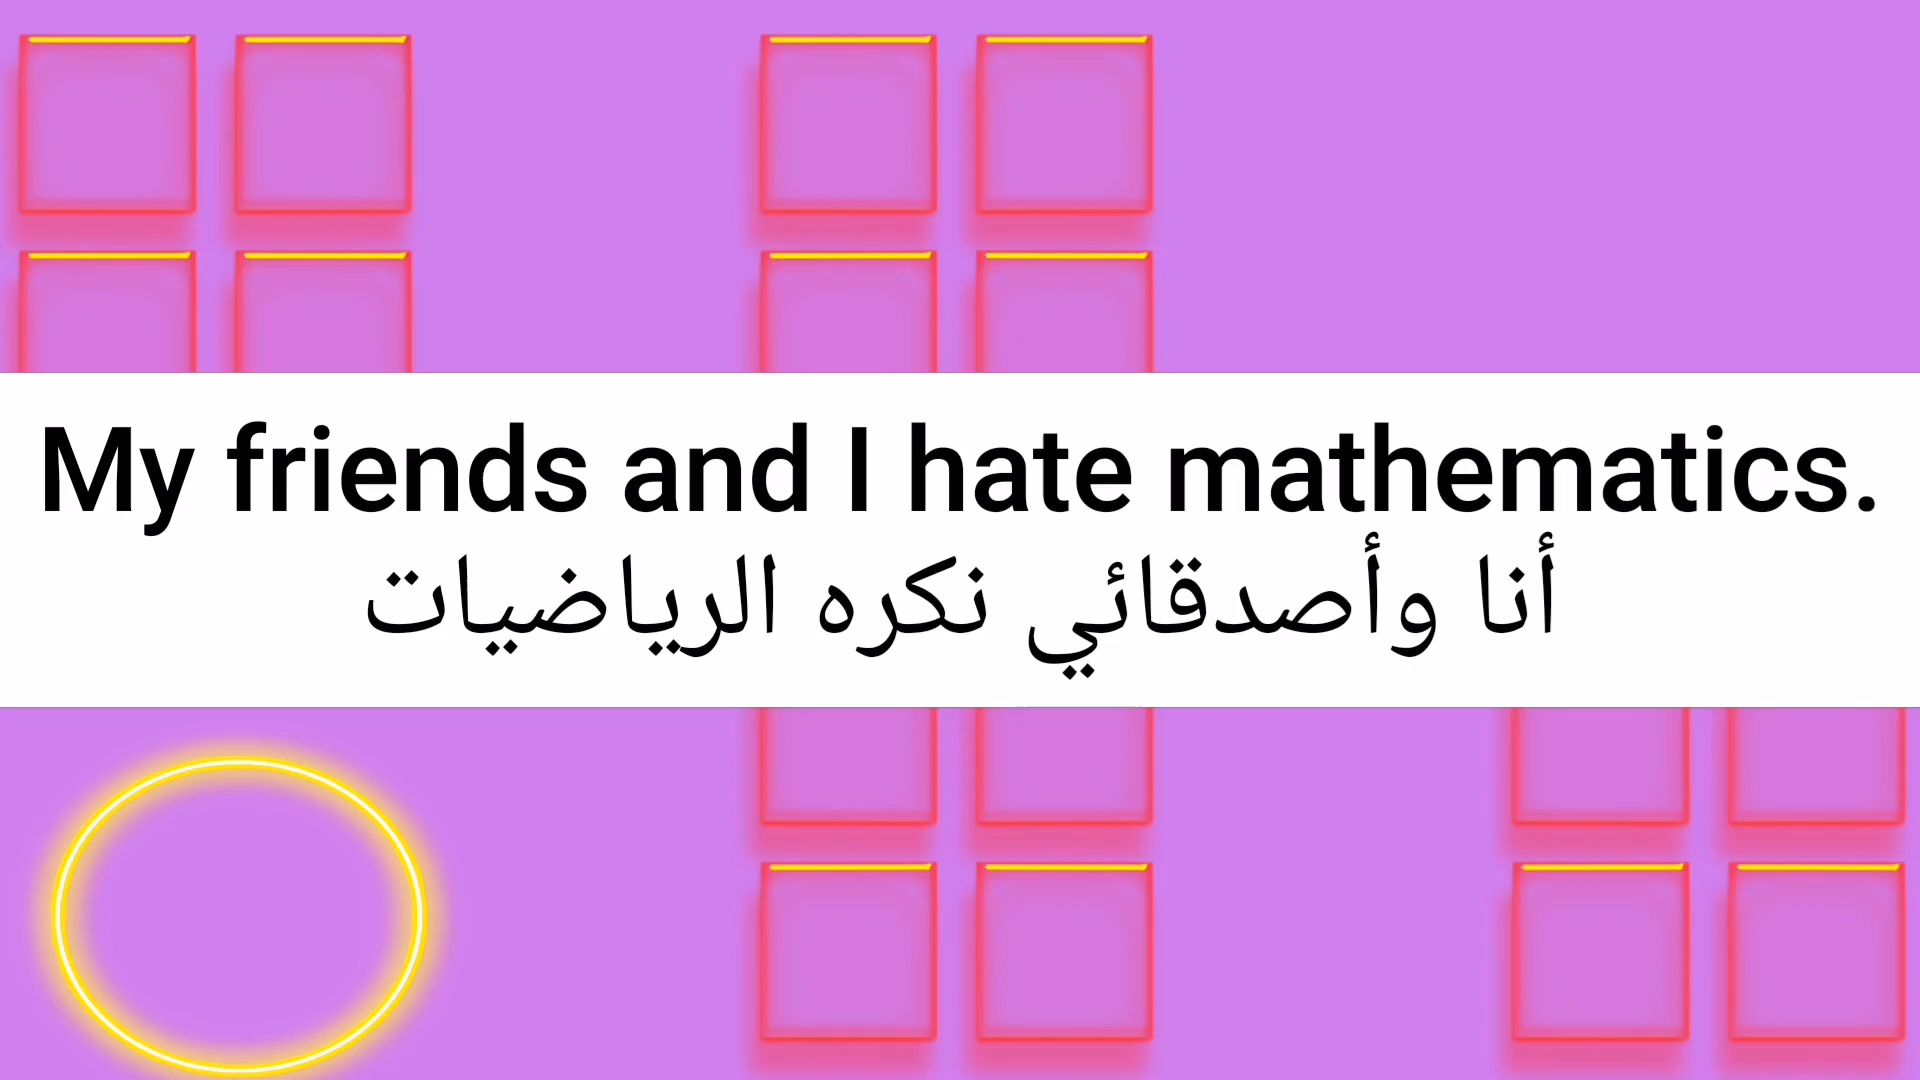 My friends and I hate mathematics.
أنا وأصدقائي نكره الرياضيات